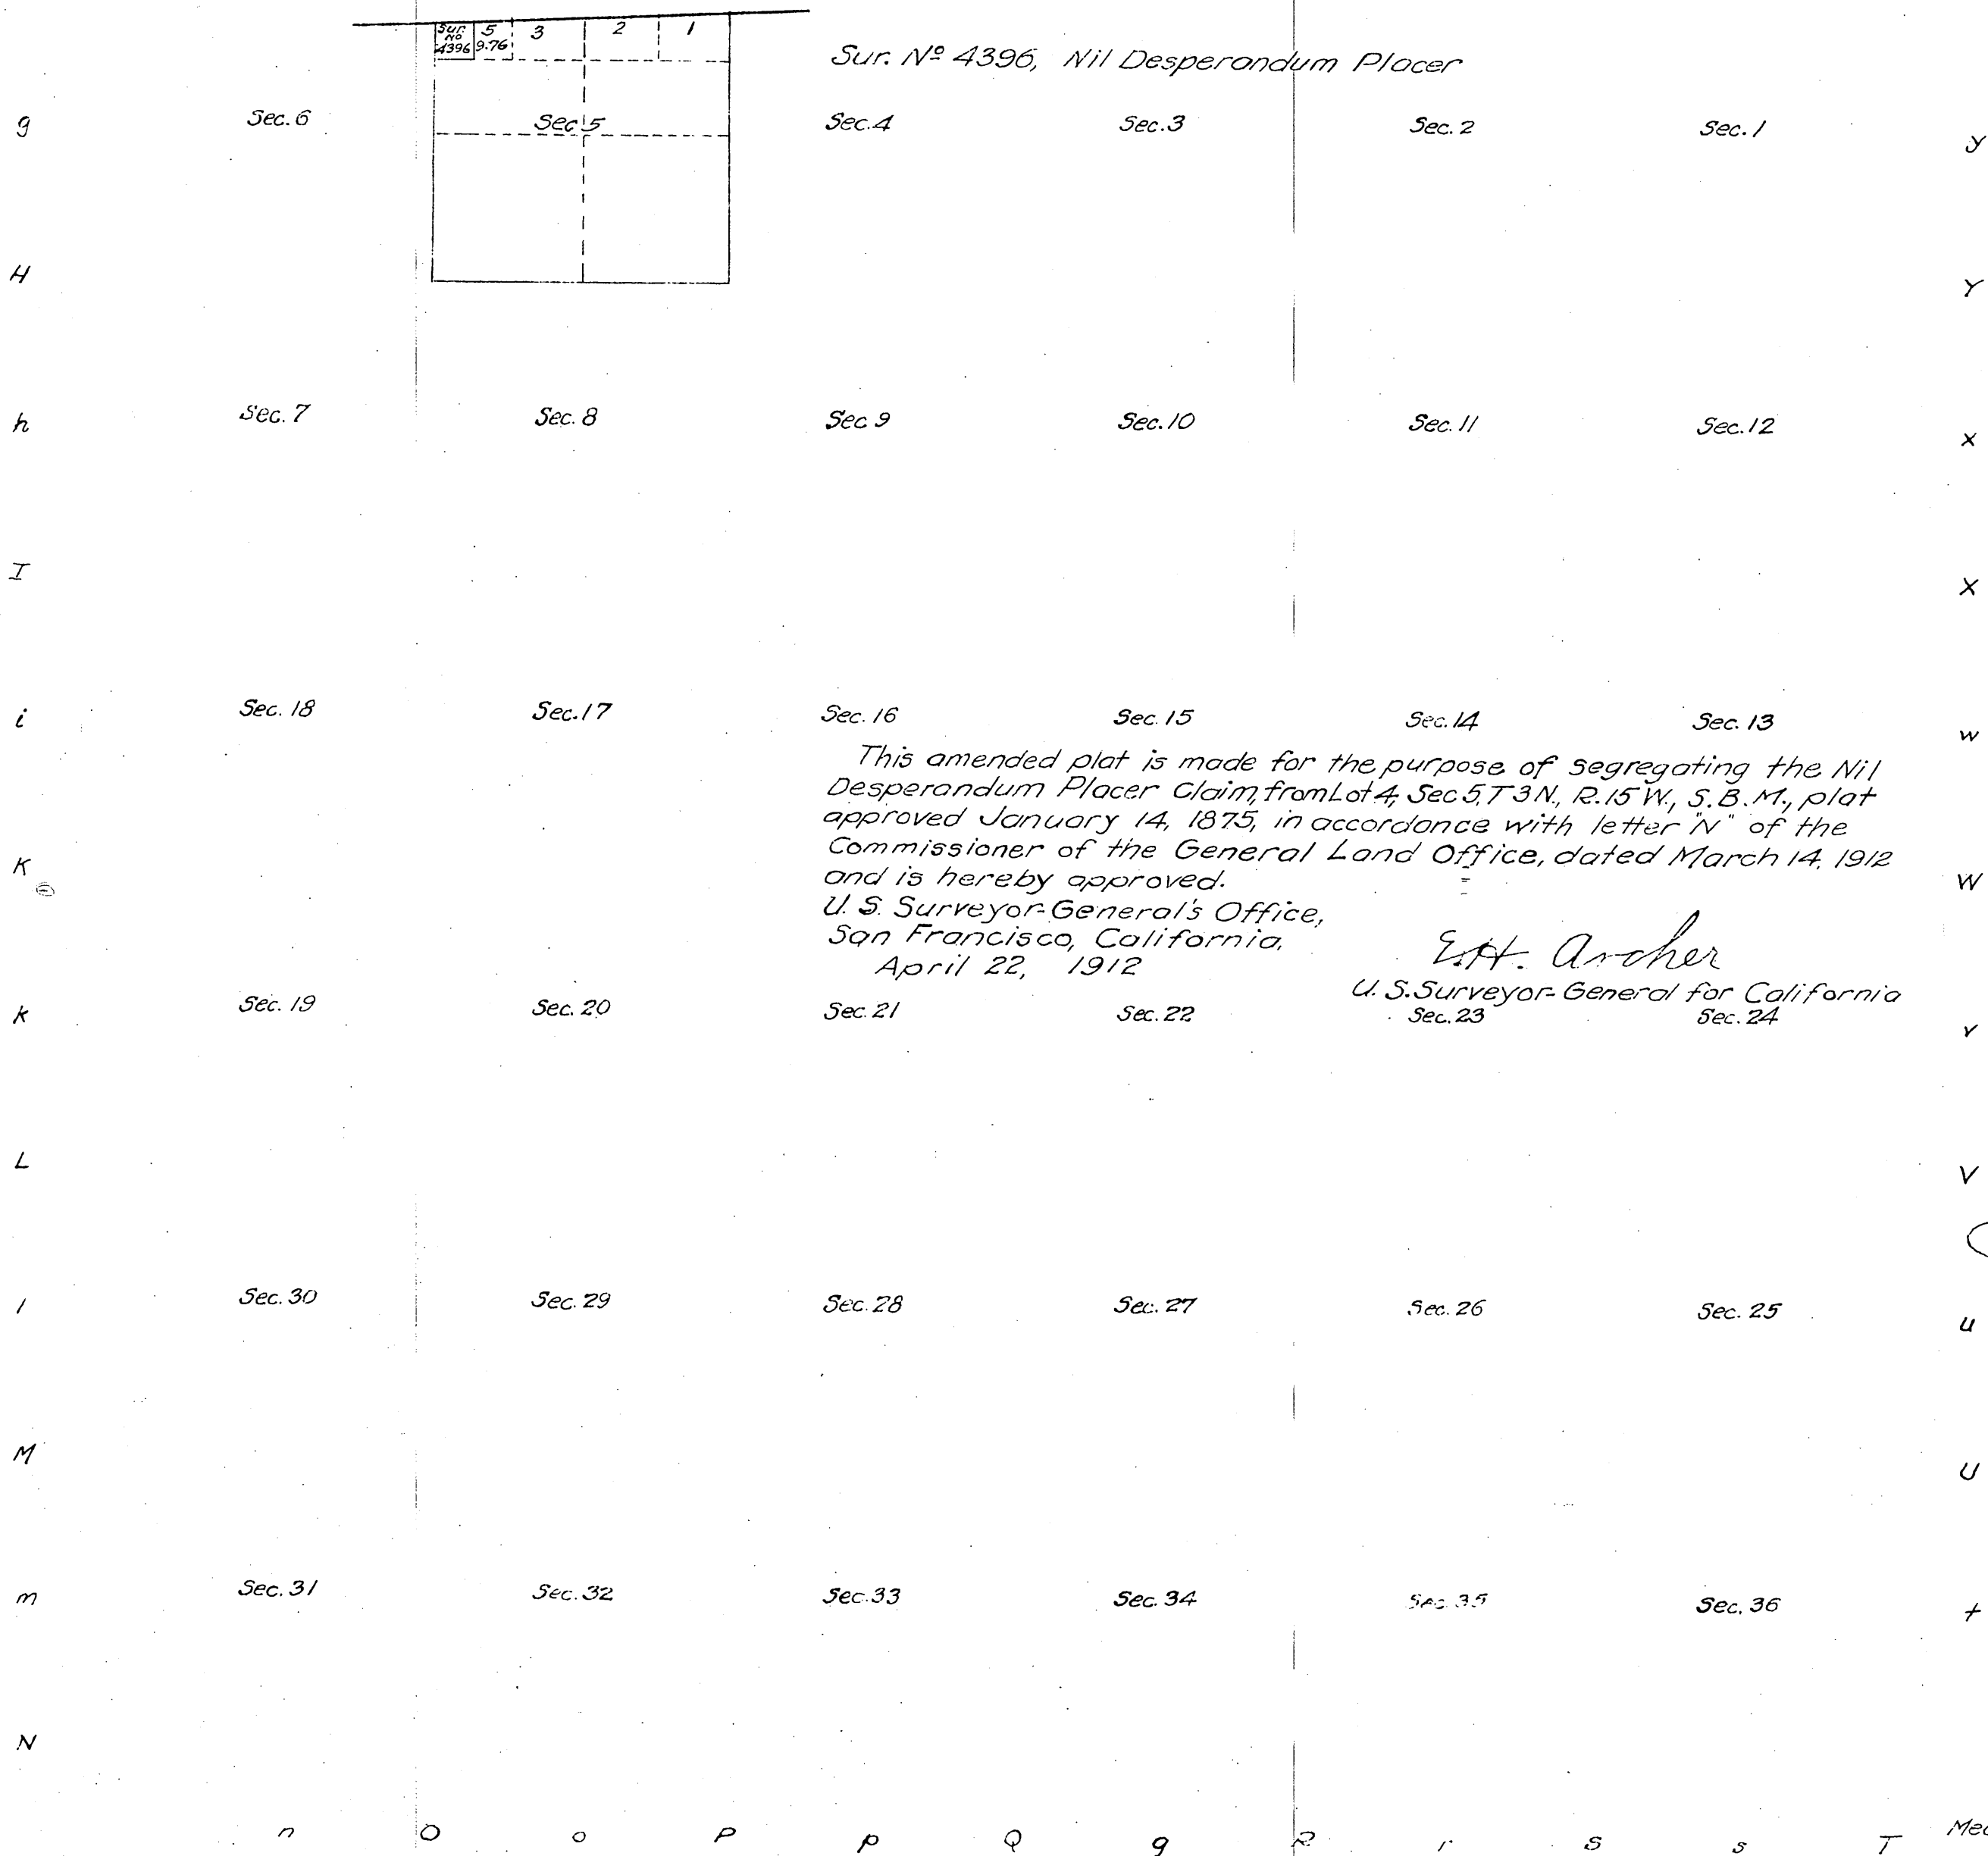 Sur. No 4396 5 9.76 3 2 1
Sur. No 4396, Nil Desperandum Placer
g Sec. 6 Sec 5 Sec. 4 Sec. 3 Sec. 2 Sec. 1 y
H Y
h Sec. 7 Sec. 8 Sec 9 Sec. 10 Sec. 11 Sec. 12 x
I X
i Sec. 18 Sec. 17 Sec. 16 Sec. 15 Sec. 14 Sec. 13 w
This amended plat is made for the purpose of segregating the Nil
Desperandum Placer Claim, from Lot 4, Sec 5, T 3 N., R. 15 W., S. B. M., plat
approved January 14, 1875, in accordance with letter "N" of the
Commissioner of the General Land Office, dated March 14, 1912
and is hereby approved.
K W
U. S. Surveyor-General's Office,
San Francisco, California,
April 22, 1912
E.H. Archer
U. S. Surveyor-General for California
k Sec. 19 Sec. 20 Sec. 21 Sec. 22 Sec. 23 Sec. 24 v
L V
l Sec. 30 Sec. 29 Sec. 28 Sec. 27 Sec. 26 Sec. 25 u
M U
m Sec. 31 Sec. 32 Sec. 33 Sec. 34 Sec. 35 Sec. 36 t
N
n O o P p Q q R r S s T